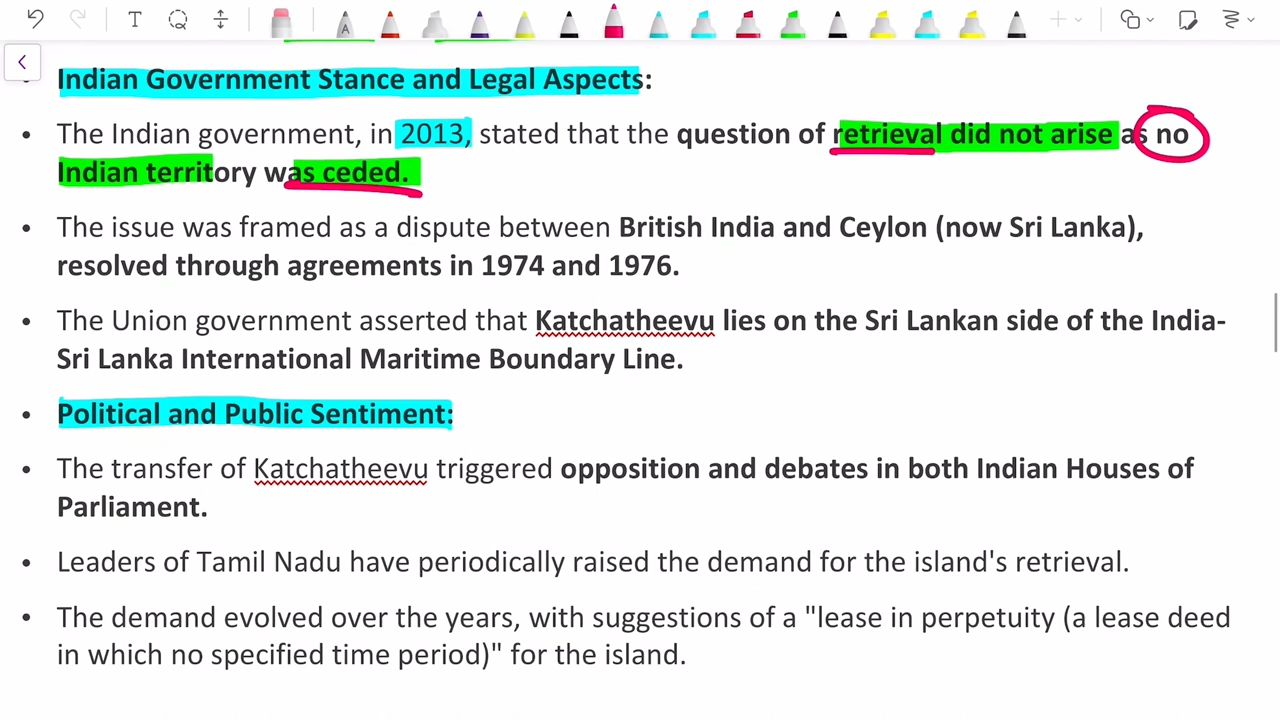 Indian Government Stance and Legal Aspects:
• The Indian government, in 2013, stated that the question of retrieval did not arise as no
Indian territory was ceded.
• The issue was framed as a dispute between British India and Ceylon (now Sri Lanka),
resolved through agreements in 1974 and 1976.
• The Union government asserted that Katchatheevu lies on the Sri Lankan side of the India-
Sri Lanka International Maritime Boundary Line.
• Political and Public Sentiment:
• The transfer of Katchatheevu triggered opposition and debates in both Indian Houses of
Parliament.
• Leaders of Tamil Nadu have periodically raised the demand for the island's retrieval.
• The demand evolved over the years, with suggestions of a "lease in perpetuity (a lease deed
in which no specified time period)" for the island.